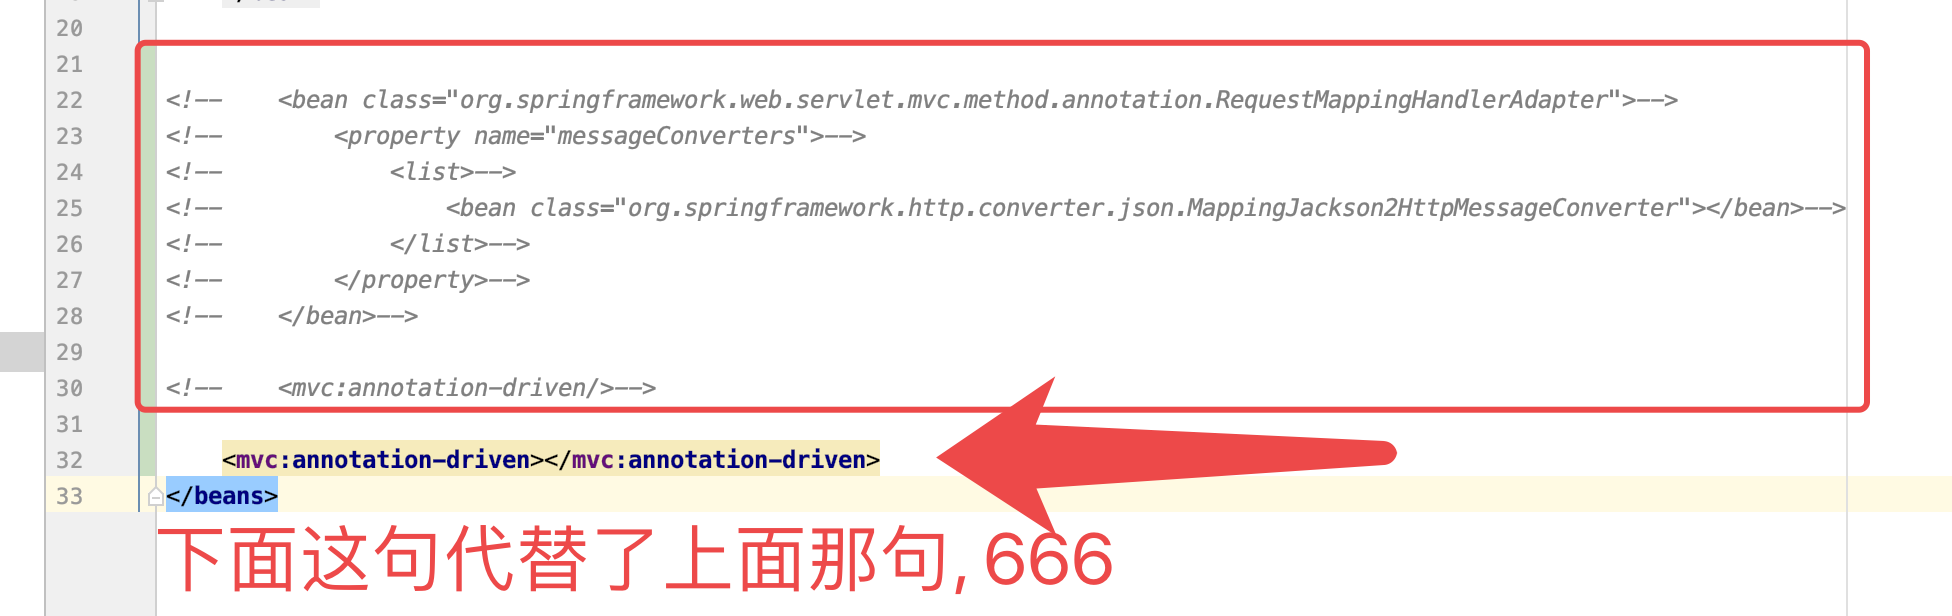 20
21
22 <!--    <bean class="org.springframework.web.servlet.mvc.method.annotation.RequestMappingHandlerAdapter">-->
23 <!--        <property name="messageConverters">-->
24 <!--            <list>-->
25 <!--                <bean class="org.springframework.http.converter.json.MappingJackson2HttpMessageConverter"></bean>-->
26 <!--            </list>-->
27 <!--        </property>-->
28 <!--    </bean>-->
29
30 <!--    <mvc:annotation-driven/>-->
31
32     <mvc:annotation-driven></mvc:annotation-driven>
33 </beans>
下面这句代替了上面那句, 666